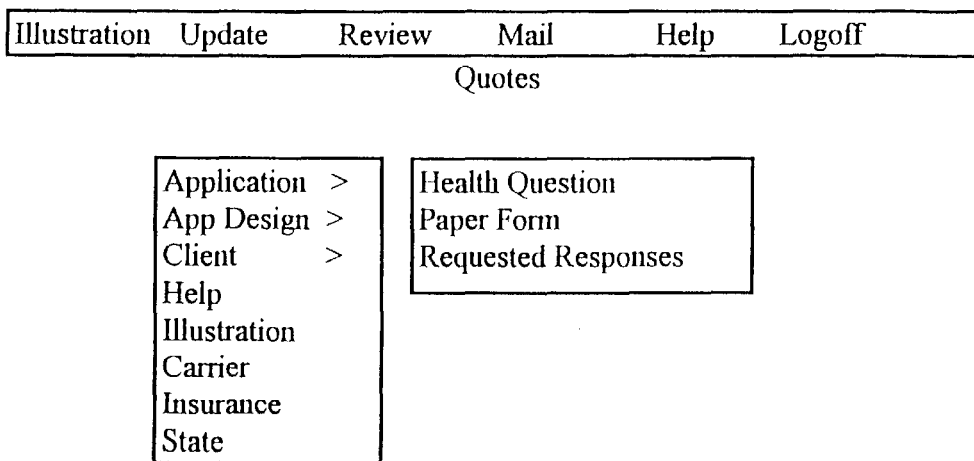 Illustration Update Review Mail Help Logoff
Quotes
Application >
App Design >
Client >
Help
Illustration
Carrier
Insurance
State
Health Question
Paper Form
Requested Responses